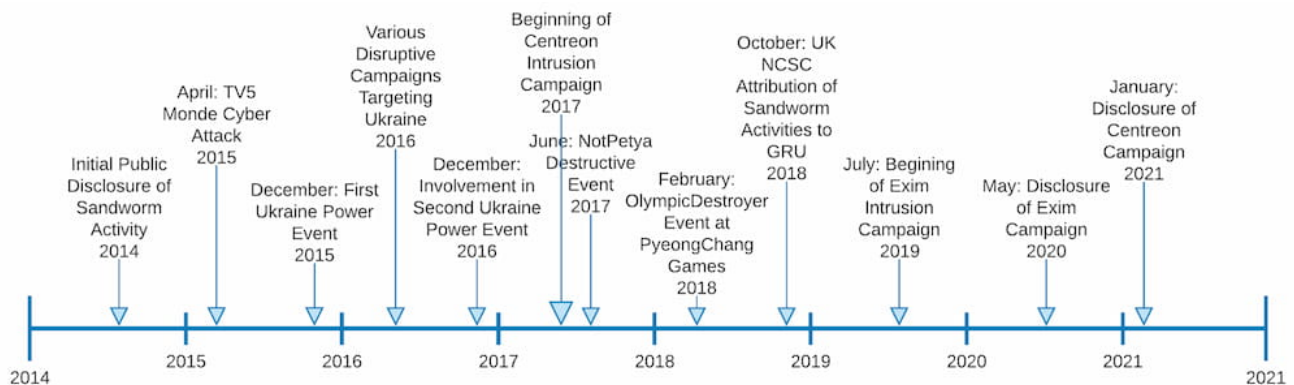 Initial Public
Disclosure of
Sandworm
Activity
2014
April: TV5
Monde Cyber
Attack
2015
December: First
Ukraine Power
Event
2015
Various
Disruptive
Campaigns
Targeting
Ukraine
2016
December:
Involvement in
Second Ukraine
Power Event
2016
Beginning of
Centreon
Intrusion
Campaign
2017
June: NotPetya
Destructive
Event
2017
February:
OlympicDestroyer
Event at
PyeongChang
Games
2018
October: UK
NCSC
Attribution of
Sandworm
Activities to
GRU
2018
July: Begining
of Exim
Intrusion
Campaign
2019
May: Disclosure
of Exim
Campaign
2020
January:
Disclosure of
Centreon
Campaign
2021
2014
2015
2016
2017
2018
2019
2020
2021
2021